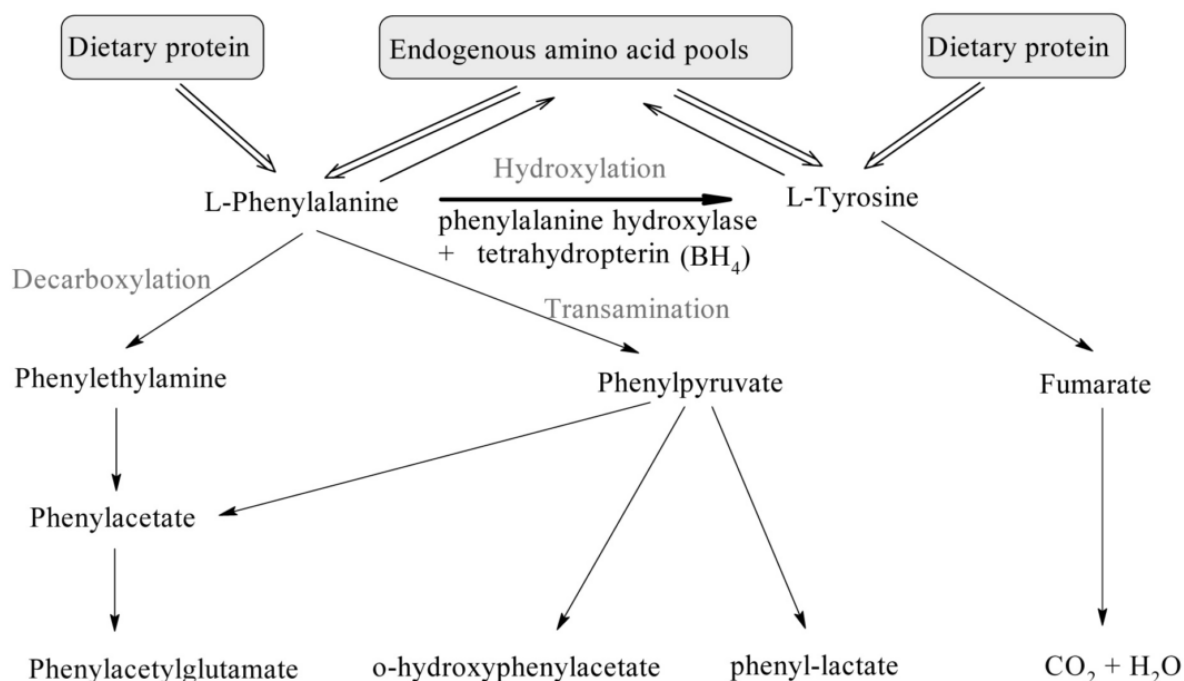 Dietary protein
Endogenous amino acid pools
Dietary protein
Hydroxylation
L-Phenylalanine
L-Tyrosine
phenylalanine hydroxylase
+ tetrahydropterin (BH₄)
Decarboxylation
Transamination
Phenylethylamine
Phenylpyruvate
Fumarate
Phenylacetate
Phenylacetylglutamate
o-hydroxyphenylacetate
phenyl-lactate
CO₂ + H₂O